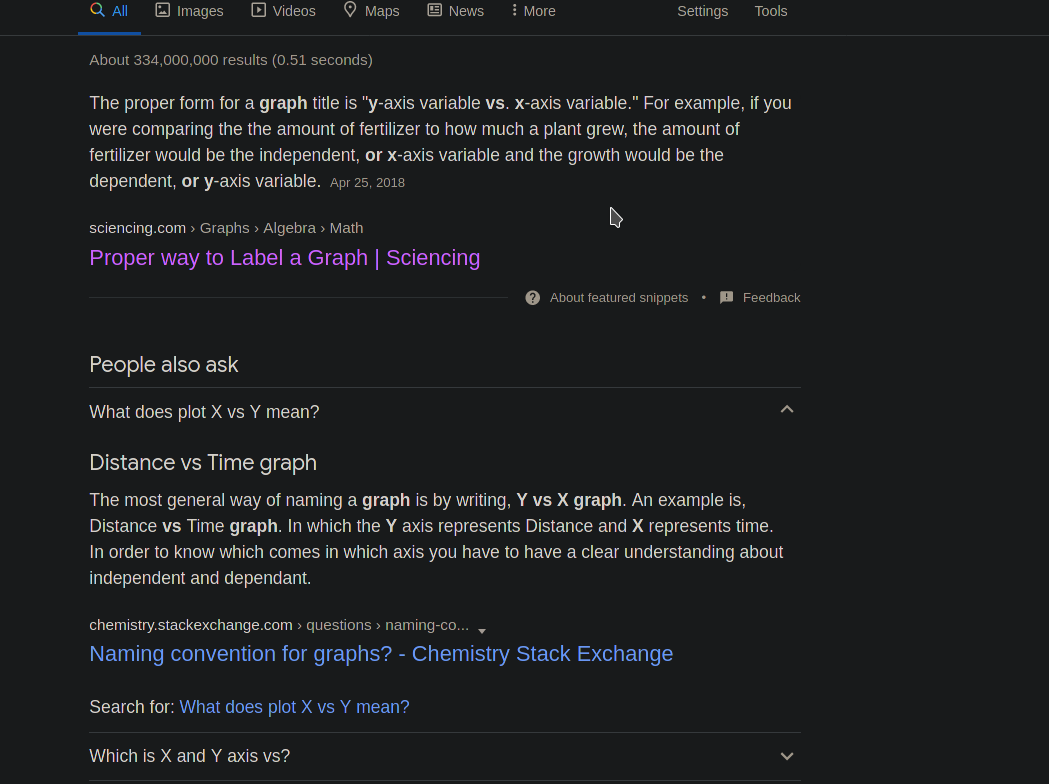 All Images Videos Maps News More Settings Tools
About 334,000,000 results (0.51 seconds)
The proper form for a graph title is "y-axis variable vs. x-axis variable." For example, if you
were comparing the the amount of fertilizer to how much a plant grew, the amount of
fertilizer would be the independent, or x-axis variable and the growth would be the
dependent, or y-axis variable. Apr 25, 2018
sciencing.com › Graphs › Algebra › Math
Proper way to Label a Graph | Sciencing
About featured snippets • Feedback
People also ask
What does plot X vs Y mean?
Distance vs Time graph
The most general way of naming a graph is by writing, Y vs X graph. An example is,
Distance vs Time graph. In which the Y axis represents Distance and X represents time.
In order to know which comes in which axis you have to have a clear understanding about
independent and dependant.
chemistry.stackexchange.com › questions › naming-co...
Naming convention for graphs? - Chemistry Stack Exchange
Search for: What does plot X vs Y mean?
Which is X and Y axis vs?